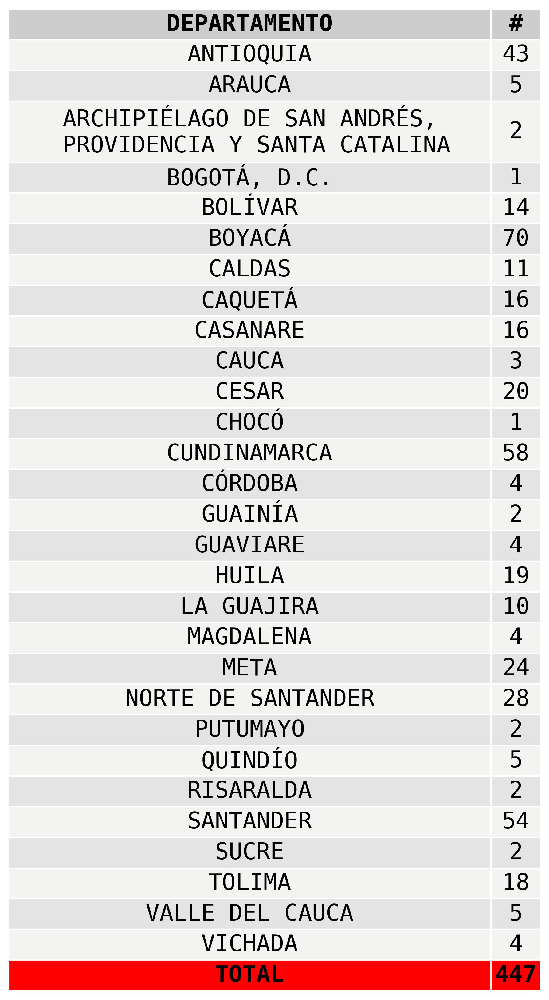 DEPARTAMENTO #
ANTIOQUIA 43
ARAUCA 5
ARCHIPIÉLAGO DE SAN ANDRÉS,
PROVIDENCIA Y SANTA CATALINA 2
BOGOTÁ, D.C. 1
BOLÍVAR 14
BOYACÁ 70
CALDAS 11
CAQUETÁ 16
CASANARE 16
CAUCA 3
CESAR 20
CHOCÓ 1
CUNDINAMARCA 58
CÓRDOBA 4
GUAINÍA 2
GUAVIARE 4
HUILA 19
LA GUAJIRA 10
MAGDALENA 4
META 24
NORTE DE SANTANDER 28
PUTUMAYO 2
QUINDÍO 5
RISARALDA 2
SANTANDER 54
SUCRE 2
TOLIMA 18
VALLE DEL CAUCA 5
VICHADA 4
TOTAL 447